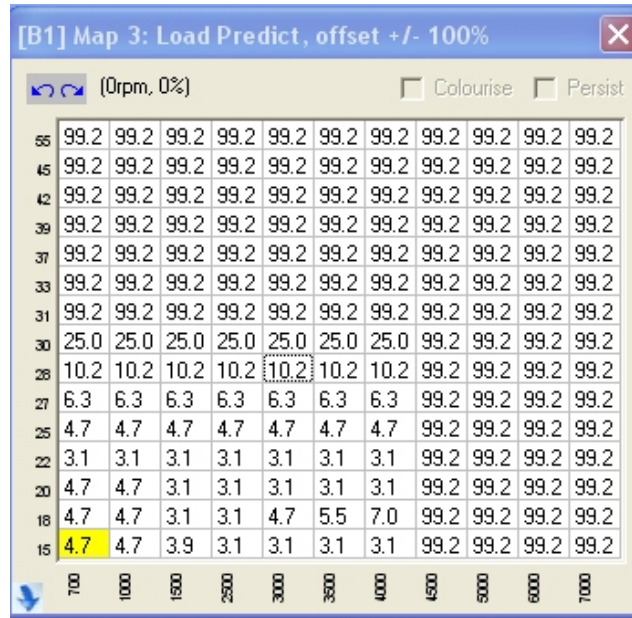 [B1] Map 3: Load Predict, offset +/- 100%
(0rpm, 0%) Colourise Persist
55 99.2 99.2 99.2 99.2 99.2 99.2 99.2 99.2 99.2 99.2 99.2
45 99.2 99.2 99.2 99.2 99.2 99.2 99.2 99.2 99.2 99.2 99.2
42 99.2 99.2 99.2 99.2 99.2 99.2 99.2 99.2 99.2 99.2 99.2
39 99.2 99.2 99.2 99.2 99.2 99.2 99.2 99.2 99.2 99.2 99.2
37 99.2 99.2 99.2 99.2 99.2 99.2 99.2 99.2 99.2 99.2 99.2
33 99.2 99.2 99.2 99.2 99.2 99.2 99.2 99.2 99.2 99.2 99.2
31 99.2 99.2 99.2 99.2 99.2 99.2 99.2 99.2 99.2 99.2 99.2
30 25.0 25.0 25.0 25.0 25.0 25.0 25.0 99.2 99.2 99.2 99.2
28 10.2 10.2 10.2 10.2 10.2 10.2 10.2 99.2 99.2 99.2 99.2
27 6.3 6.3 6.3 6.3 6.3 6.3 6.3 99.2 99.2 99.2 99.2
25 4.7 4.7 4.7 4.7 4.7 4.7 4.7 99.2 99.2 99.2 99.2
22 3.1 3.1 3.1 3.1 3.1 3.1 3.1 99.2 99.2 99.2 99.2
20 4.7 4.7 3.1 3.1 3.1 3.1 3.1 99.2 99.2 99.2 99.2
18 4.7 4.7 3.1 3.1 4.7 5.5 7.0 99.2 99.2 99.2 99.2
15 4.7 4.7 3.9 3.1 3.1 3.1 3.1 99.2 99.2 99.2 99.2
700 1000 1500 2500 3000 3500 4000 4500 5000 6000 7000